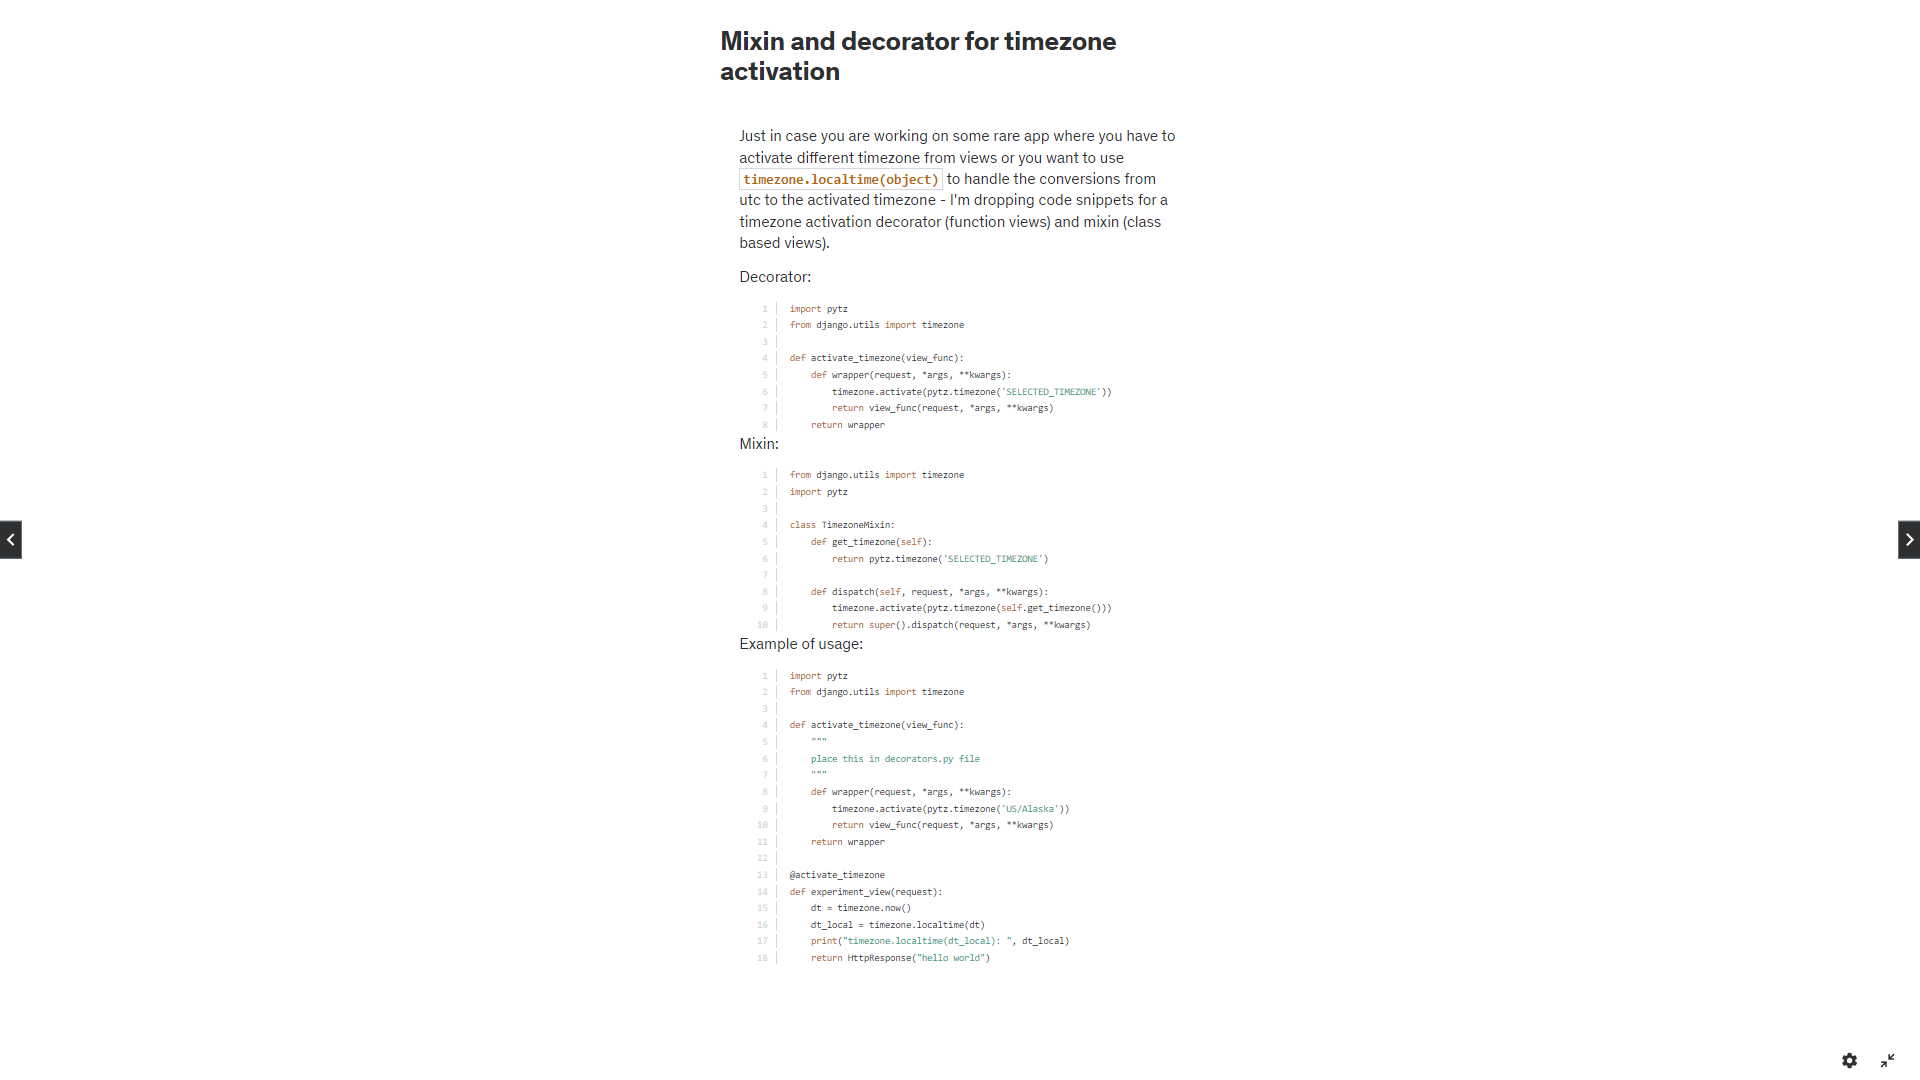 Mixin and decorator for timezone
activation
Just in case you are working on some rare app where you have to
activate different timezone from views or you want to use
timezone.localtime(object) to handle the conversions from
utc to the activated timezone - I'm dropping code snippets for a
timezone activation decorator (function views) and mixin (class
based views).
Decorator:
1 import pytz
2 from django.utils import timezone
3
4 def activate_timezone(view_func):
5     def wrapper(request, *args, **kwargs):
6         timezone.activate(pytz.timezone('SELECTED_TIMEZONE'))
7         return view_func(request, *args, **kwargs)
8     return wrapper
Mixin:
1 from django.utils import timezone
2 import pytz
3
4 class TimezoneMixin:
5     def get_timezone(self):
6         return pytz.timezone('SELECTED_TIMEZONE')
7
8     def dispatch(self, request, *args, **kwargs):
9         timezone.activate(pytz.timezone(self.get_timezone()))
10         return super().dispatch(request, *args, **kwargs)
Example of usage:
1 import pytz
2 from django.utils import timezone
3
4 def activate_timezone(view_func):
5     """
6     place this in decorators.py file
7     """
8     def wrapper(request, *args, **kwargs):
9         timezone.activate(pytz.timezone('US/Alaska'))
10         return view_func(request, *args, **kwargs)
11     return wrapper
12
13 @activate_timezone
14 def experiment_view(request):
15     dt = timezone.now()
16     dt_local = timezone.localtime(dt)
17     print("timezone.localtime(dt_local): ", dt_local)
18     return HttpResponse("hello world")